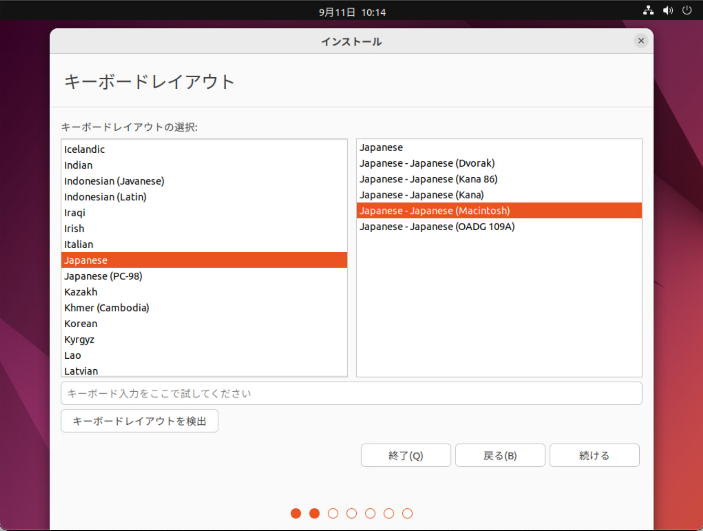 9月11日 10:14
インストール
キーボードレイアウト
キーボードレイアウトの選択:
Icelandic
Indian
Indonesian (Javanese)
Indonesian (Latin)
Iraqi
Irish
Italian
Japanese
Japanese (PC-98)
Kazakh
Khmer (Cambodia)
Korean
Kyrgyz
Lao
Latvian
Japanese
Japanese - Japanese (Dvorak)
Japanese - Japanese (Kana 86)
Japanese - Japanese (Kana)
Japanese - Japanese (Macintosh)
Japanese - Japanese (OADG 109A)
キーボード入力をここで試してください
キーボードレイアウトを検出
終了(Q)
戻る(B)
続ける